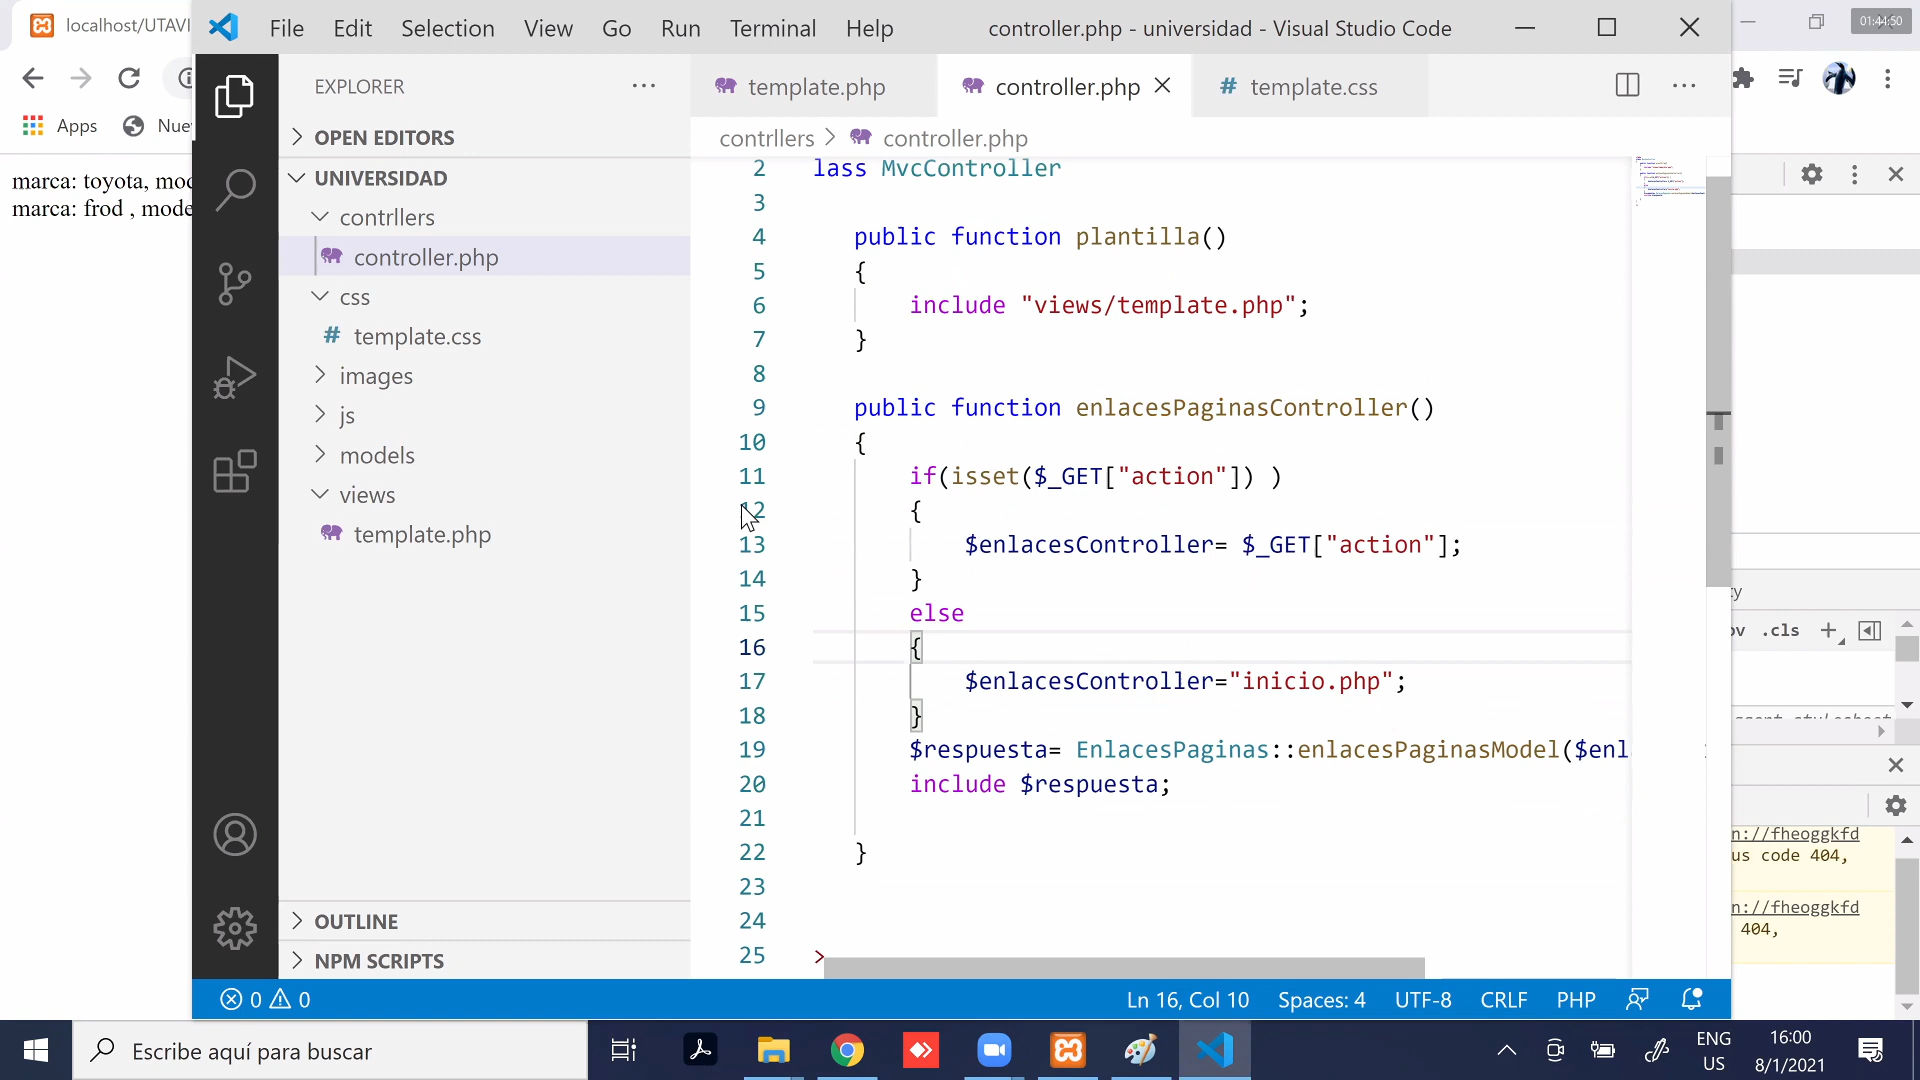 localhost/UTAVI
File Edit Selection View Go Run Terminal Help
controller.php - universidad - Visual Studio Code
01:44:50
EXPLORER
template.php
controller.php
# template.css
Apps
Nue
OPEN EDITORS
contrllers > controller.php
marca: toyota, mod
marca: frod , mode
UNIVERSIDAD
contrllers
controller.php
css
# template.css
images
js
models
views
template.php
OUTLINE
NPM SCRIPTS
2 class MvcController
3
4 public function plantilla()
5 {
6 include "views/template.php";
7 }
8
9 public function enlacesPaginasController()
10 {
11 if(isset($_GET["action"]) )
12 {
13 $enlacesController= $_GET["action"];
14 }
15 else
16 {
17 $enlacesController="inicio.php";
18 }
19 $respuesta= EnlacesPaginas::enlacesPaginasModel($enl
20 include $respuesta;
21
22 }
23
24
25 >
.cls
n://fheoggkfd
us code 404,
n://fheoggkfd
404,
0 0
Ln 16, Col 10 Spaces: 4 UTF-8 CRLF PHP
Escribe aquí para buscar
ENG
US
16:00
8/1/2021